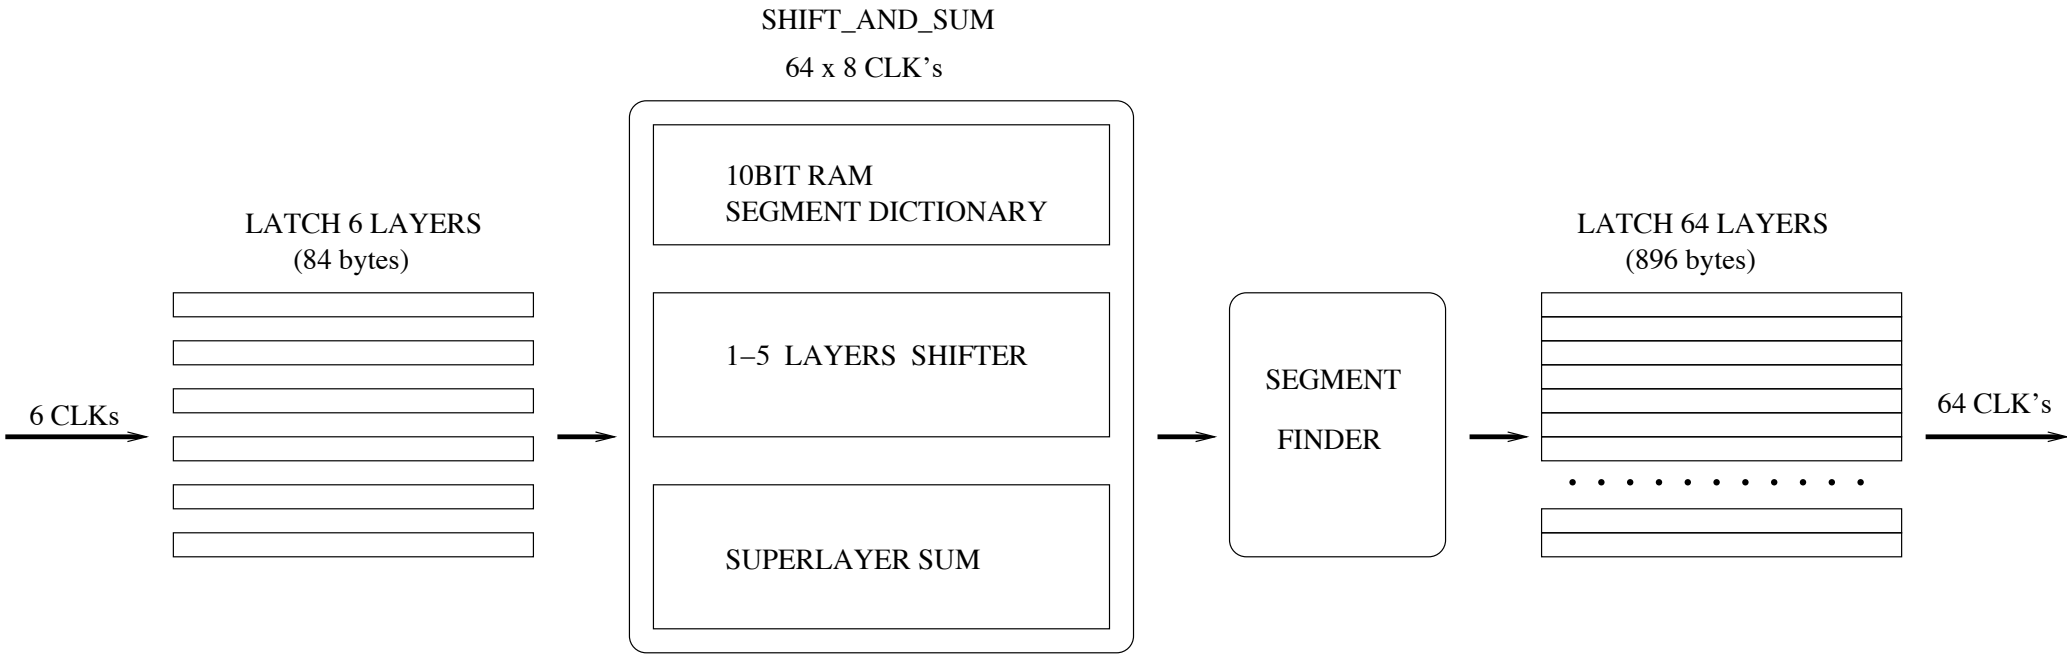 SHIFT_AND_SUM
64 x 8 CLK's
10BIT RAM
SEGMENT DICTIONARY
LATCH 6 LAYERS
(84 bytes)
LATCH 64 LAYERS
(896 bytes)
1–5 LAYERS SHIFTER
SEGMENT
FINDER
6 CLKs
64 CLK's
SUPERLAYER SUM